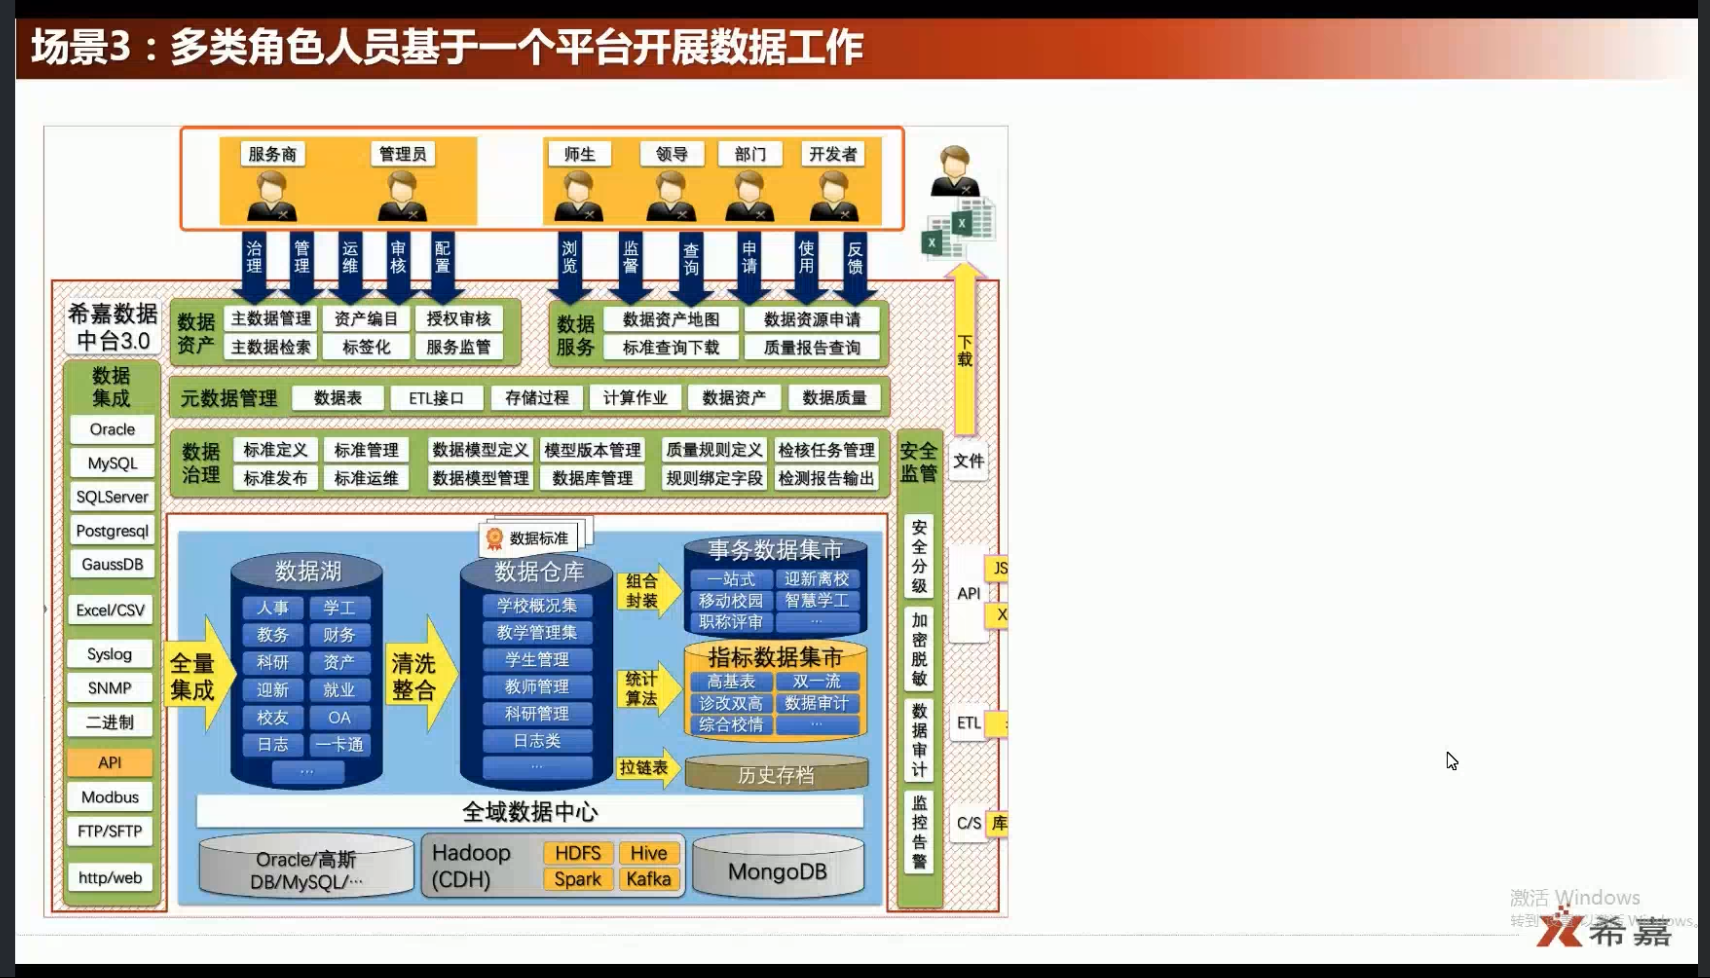 场景3：多类角色人员基于一个平台开展数据工作
服务商
管理员
师生
领导
部门
开发者
治理
管理
运维
审核
配置
浏览
监督
查询
申请
使用
反馈
下载
希嘉数据
中台3.0
数据
资产
主数据管理
资产编目
授权审核
主数据检索
标签化
服务监管
数据
服务
数据资产地图
数据资源申请
标准查询下载
质量报告查询
元数据管理
数据表
ETL接口
存储过程
计算作业
数据资产
数据质量
数据
治理
标准定义
标准管理
数据模型定义
模型版本管理
质量规则定义
检核任务管理
标准发布
标准运维
数据模型管理
数据库管理
规则绑定字段
检测报告输出
数据
集成
Oracle
MySQL
SQLServer
Postgresql
GaussDB
Excel/CSV
Syslog
SNMP
二进制
API
Modbus
FTP/SFTP
http/web
全量
集成
数据湖
人事
学工
教务
财务
科研
资产
迎新
就业
校友
OA
日志
一卡通
...
清洗
整合
数据标准
数据仓库
学校概况集
教学管理集
学生管理
教师管理
科研管理
日志类
...
组合
封装
统计
算法
拉链表
事务数据集市
一站式
迎新离校
移动校园
智慧学工
职称评审
...
指标数据集市
高基表
双一流
诊改双高
数据审计
综合校情
...
历史存档
全域数据中心
Oracle/高斯
DB/MySQL/...
Hadoop
(CDH)
HDFS
Hive
Spark
Kafka
MongoDB
安全
监管
安全分级
加密脱敏
数据审计
监控告警
文件
API
JS
X
ETL
C/S
库
激活 Windows
希嘉